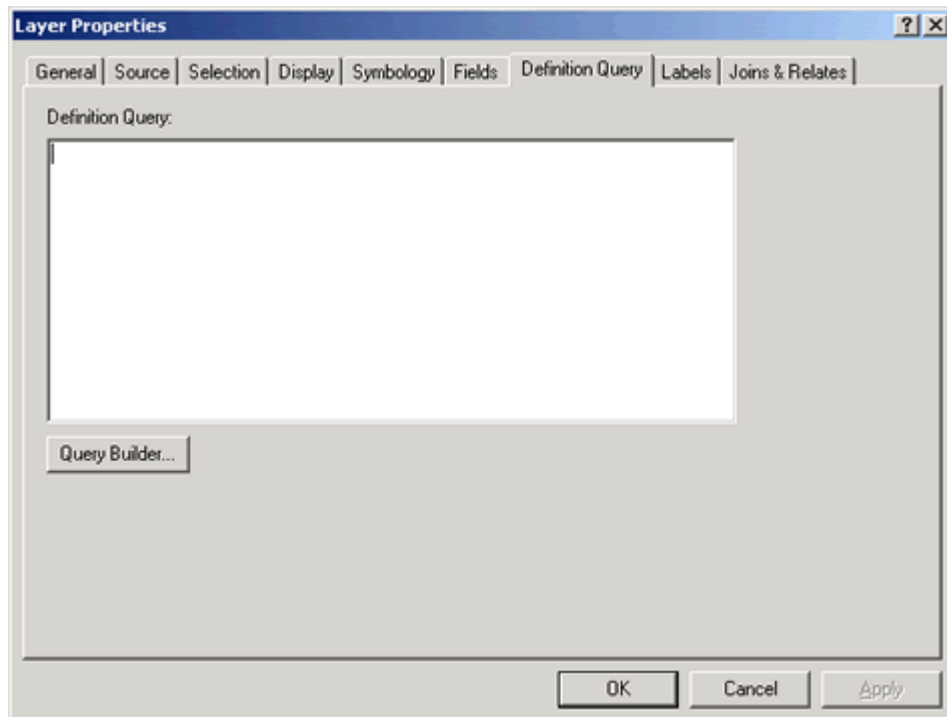 Layer Properties
General Source Selection Display Symbology Fields Definition Query Labels Joins & Relates
Definition Query:
Query Builder...
OK Cancel Apply